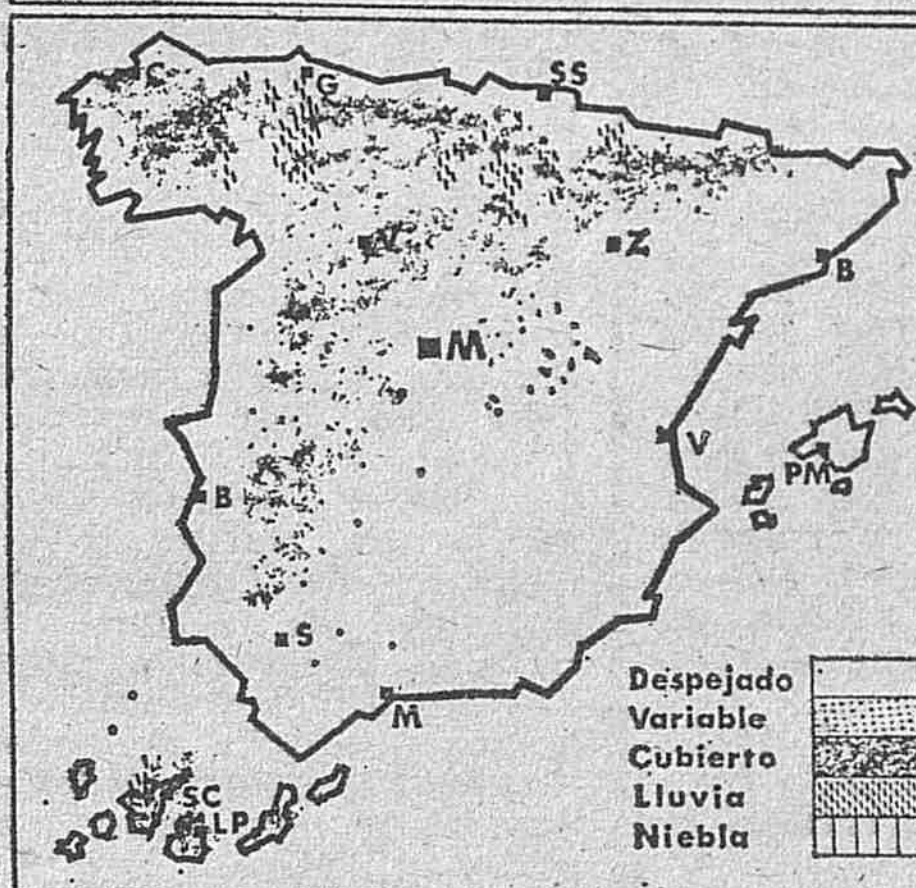 C
G
SS
V
Z
B
M
V
PM
B
S
M
SC
LP
Despejado
Variable
Cubierto
Lluvia
Niebla